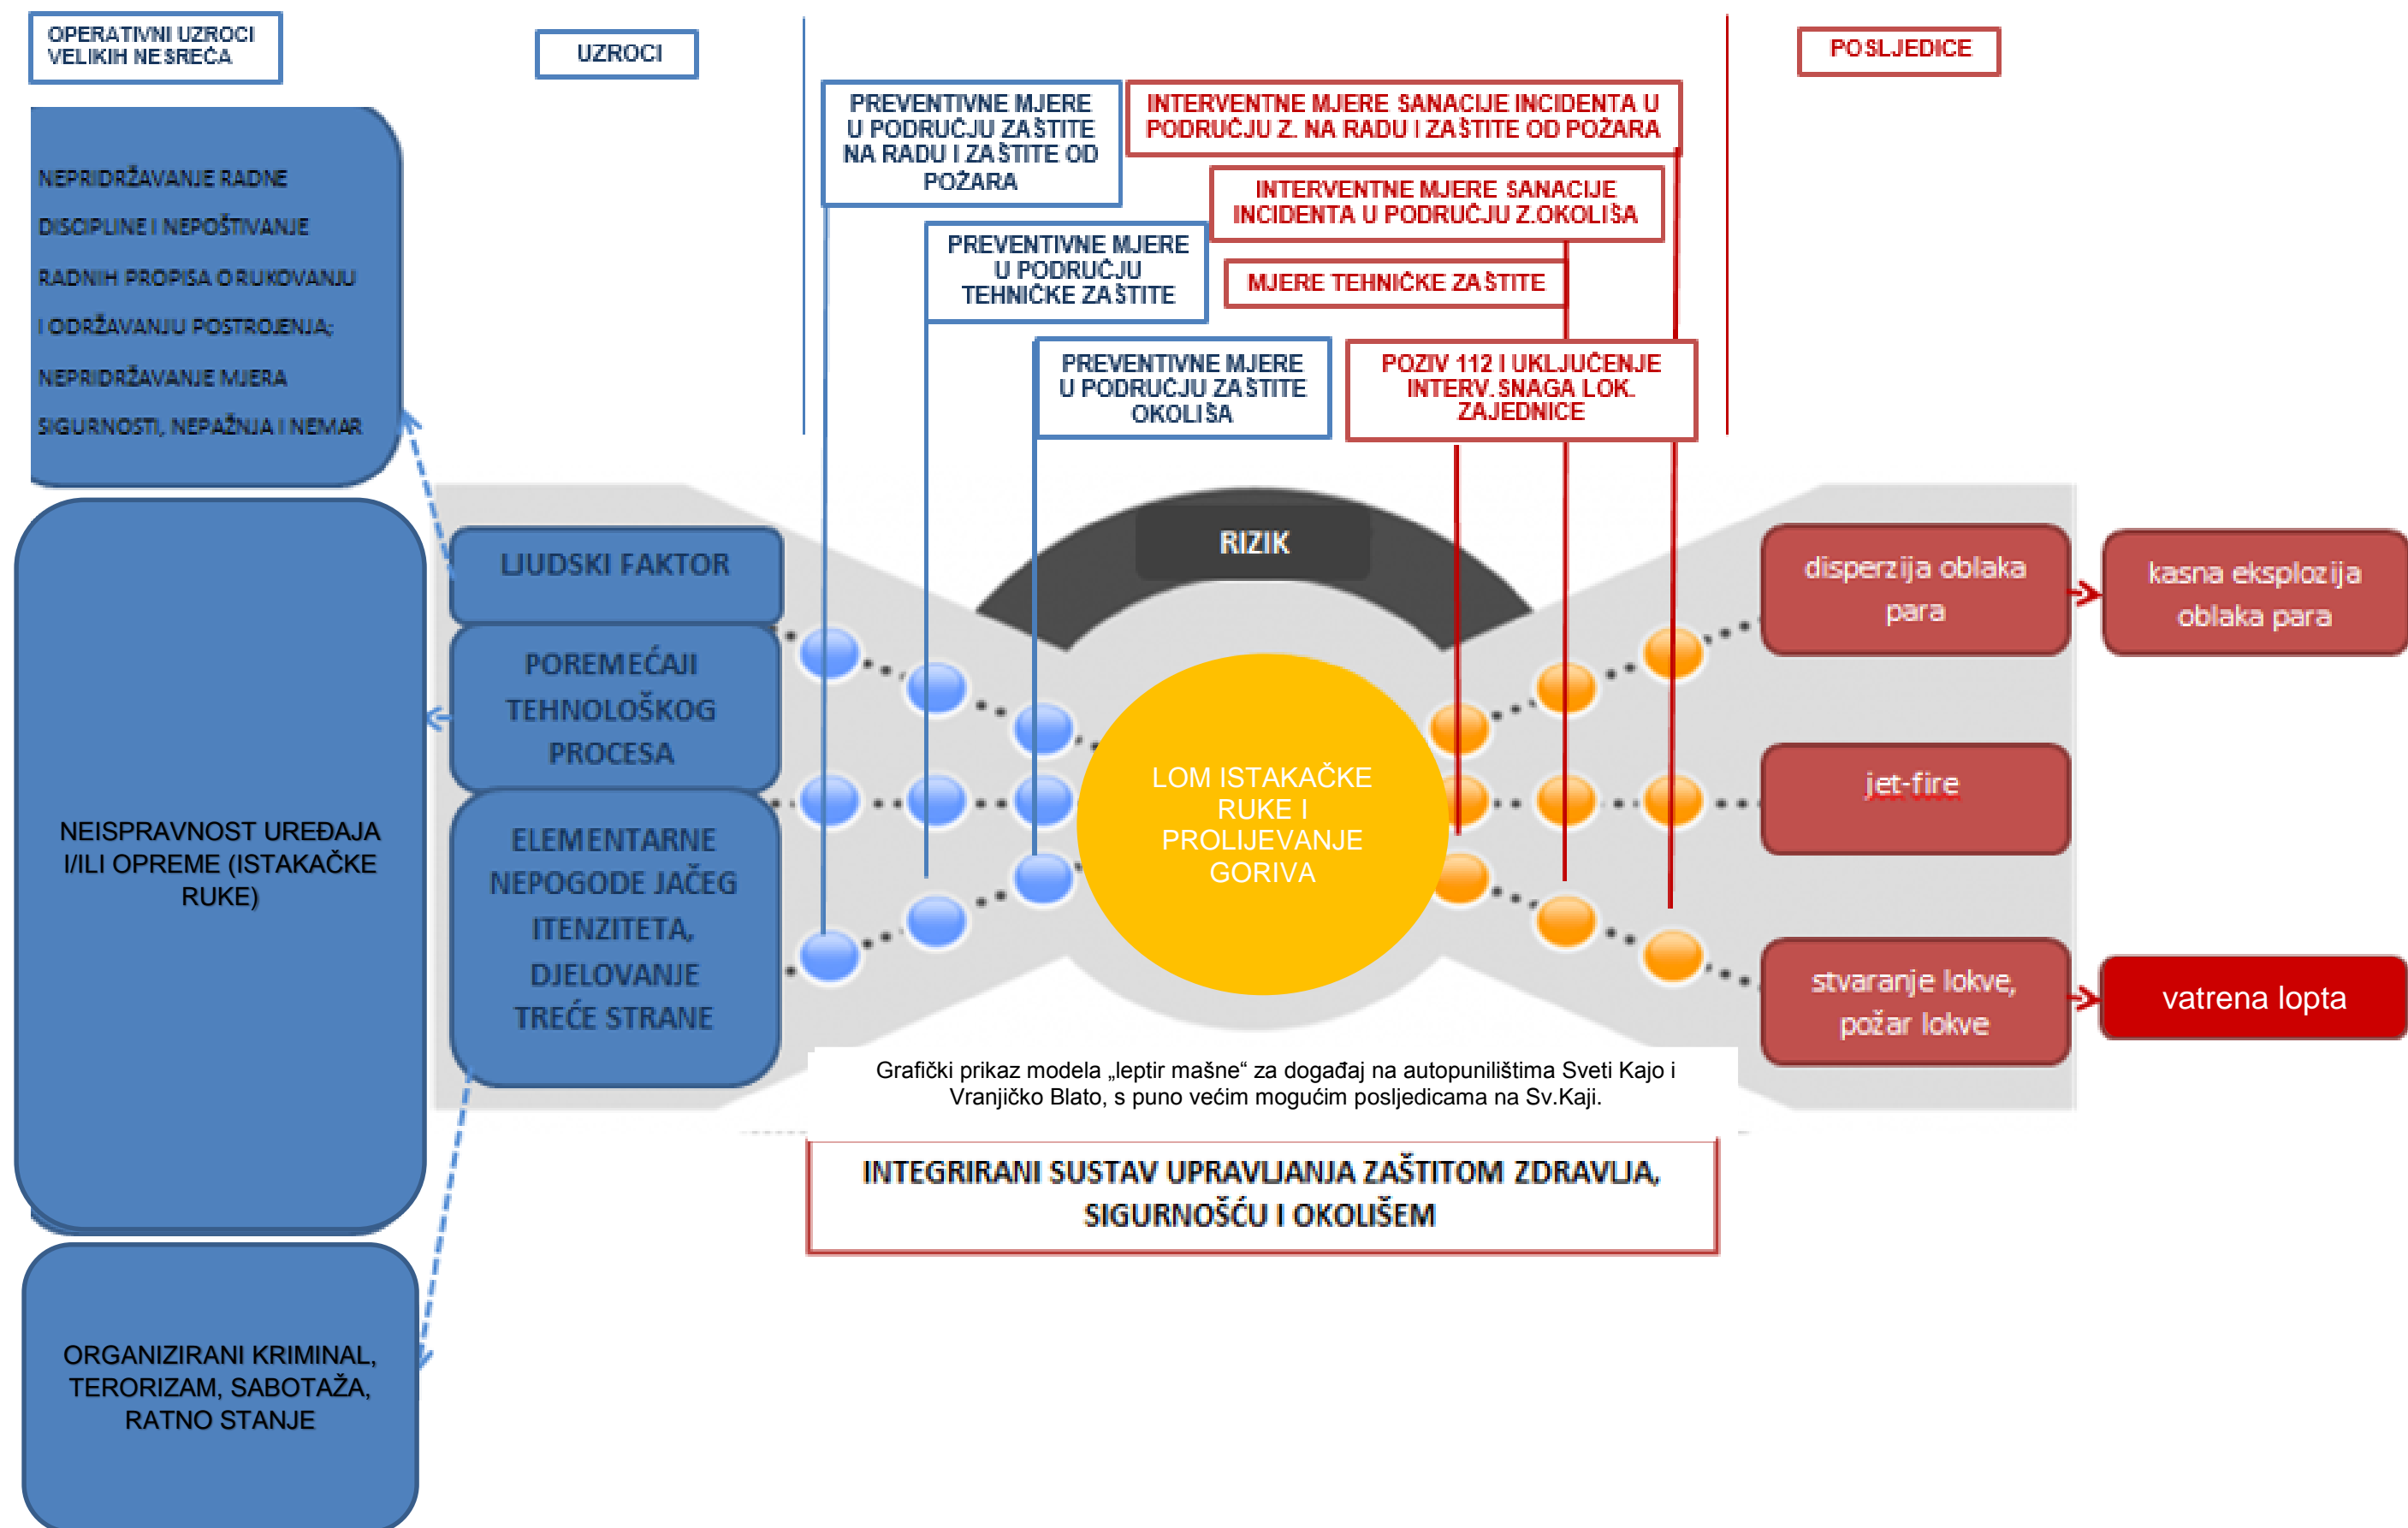 OPERATIVNI UZROCI
VELIKIH NESREĆA
UZROCI
POSLJEDICE
PREVENTIVNE MJERE
U PODRUČJU ZAŠTITE
NA RADU I ZAŠTITE OD
POŽARA
INTERVENTNE MJERE SANACIJE INCIDENTA U
PODRUČJU Z. NA RADU I ZAŠTITE OD POŽARA
INTERVENTNE MJERE SANACIJE
INCIDENTA U PODRUČJU Z.OKOLIŠA
PREVENTIVNE MJERE
U PODRUČJU
TEHNIČKE ZAŠTITE
MJERE TEHNIČKE ZAŠTITE
PREVENTIVNE MJERE
U PODRUČJU ZAŠTITE
OKOLIŠA
POZIV 112 I UKLJUČENJE
INTERV.SNAGA LOK.
ZAJEDNICE
NEPRIDRŽAVANJE RADNE
DISCIPLINE I NEPOŠTIVANJE
RADNIH PROPISA O RUKOVANJU
I ODRŽAVANJU POSTROJENJA;
NEPRIDRŽAVANJE MJERA
SIGURNOSTI, NEPAŽNJA I NEMAR
NEISPRAVNOST UREĐAJA
I/ILI OPREME (ISTAKAČKE
RUKE)
ORGANIZIRANI KRIMINAL,
TERORIZAM, SABOTAŽA,
RATNO STANJE
LJUDSKI FAKTOR
POREMEĆAJI
TEHNOLOŠKOG
PROCESA
ELEMENTARNE
NEPOGODE JAČEG
ITENZITETA,
DJELOVANJE
TREĆE STRANE
RIZIK
LOM ISTAKAČKE
RUKE I
PROLIJEVANJE
GORIVA
disperzija oblaka
para
kasna eksplozija
oblaka para
jet-fire
stvaranje lokve,
požar lokve
vatrena lopta
Grafički prikaz modela „leptir mašne“ za događaj na autopunilištima Sveti Kajo i
Vranjičko Blato, s puno većim mogućim posljedicama na Sv.Kaji.
INTEGRIRANI SUSTAV UPRAVLJANJA ZAŠTITOM ZDRAVLJA,
SIGURNOŠĆU I OKOLIŠEM